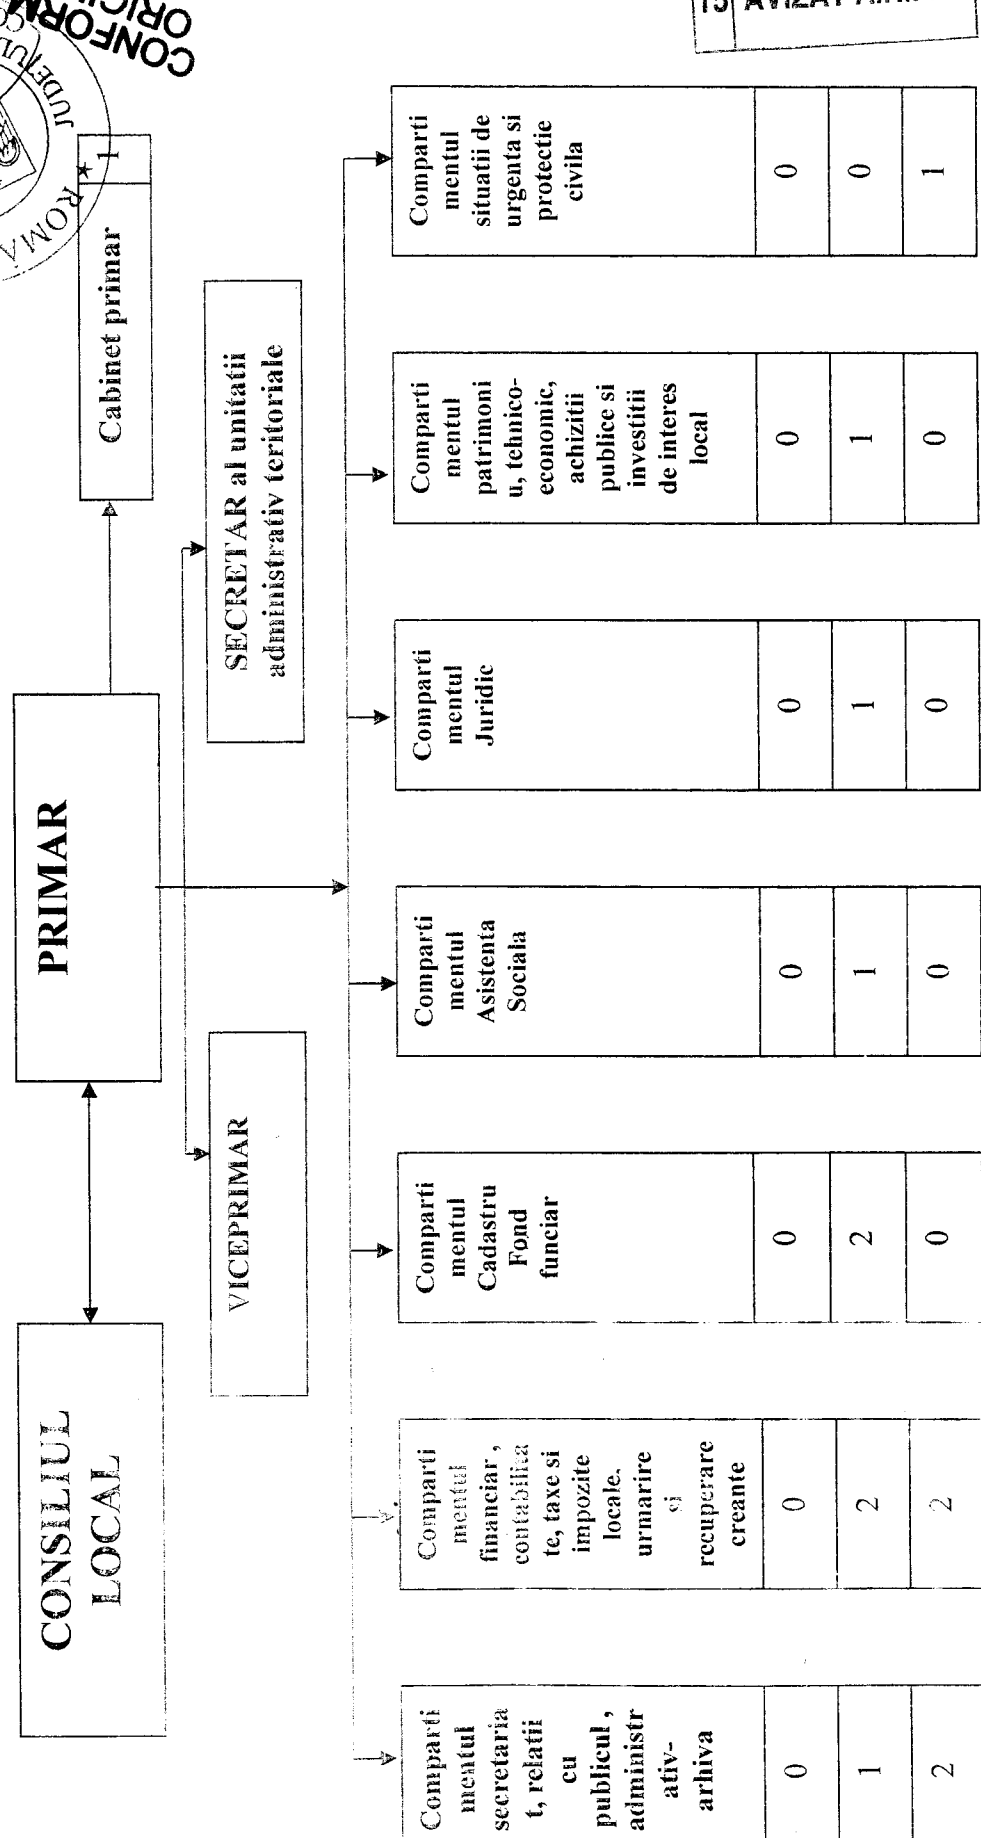 CONFORM
JUDEȚUL
ROMÂ
AVIZAT
CONSILIUL
LOCAL
PRIMAR
Cabinet primar
1
VICEPRIMAR
SECRETAR al unitatii
administrativ teritoriale
Comparti
mentul
secretaria
t, relatii
cu
publicul ,
administr
ativ-
arhiva
0
1
2
Comparti
mentul
financiar ,
contabilita
te, taxe si
impozite
locale,
urmarire
si
recuperare
creante
0
2
2
Comparti
mentul
Cadastru
Fond
funciar
0
2
0
Comparti
mentul
Asistenta
Sociala
0
1
0
Comparti
mentul
Juridic
0
1
0
Comparti
mentul
patrimoni
u, tehnico-
economic,
achizitii
publice si
investitii
de interes
local
0
1
0
Comparti
mentul
situatii de
urgenta si
protectie
civila
0
0
1